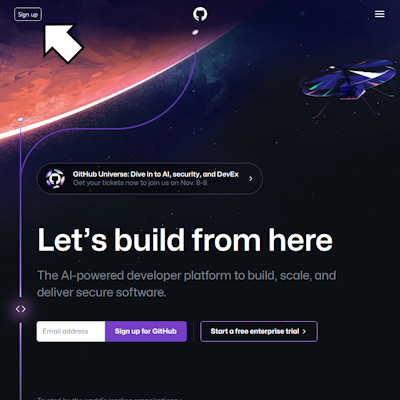 Sign up
GitHub Universe: Dive in to AI, security, and DevEx
Get your tickets now to join us on Nov. 8-9.
Let’s build from here
The AI-powered developer platform to build, scale, and
deliver secure software.
Email address
Sign up for GitHub
Start a free enterprise trial